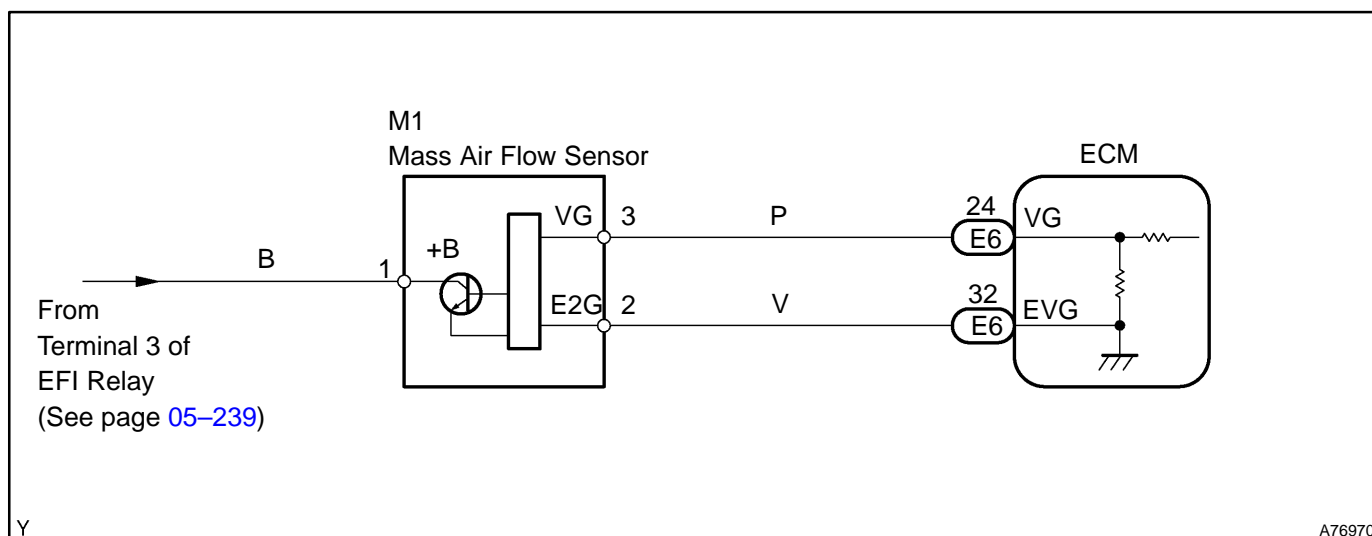 M1
Mass Air Flow Sensor
ECM
VG
3
P
24
E6
VG
+B
B
1
E2G
2
V
32
E6
EVG
From
Terminal 3 of
EFI Relay
(See page 05–239)
Y
A76970